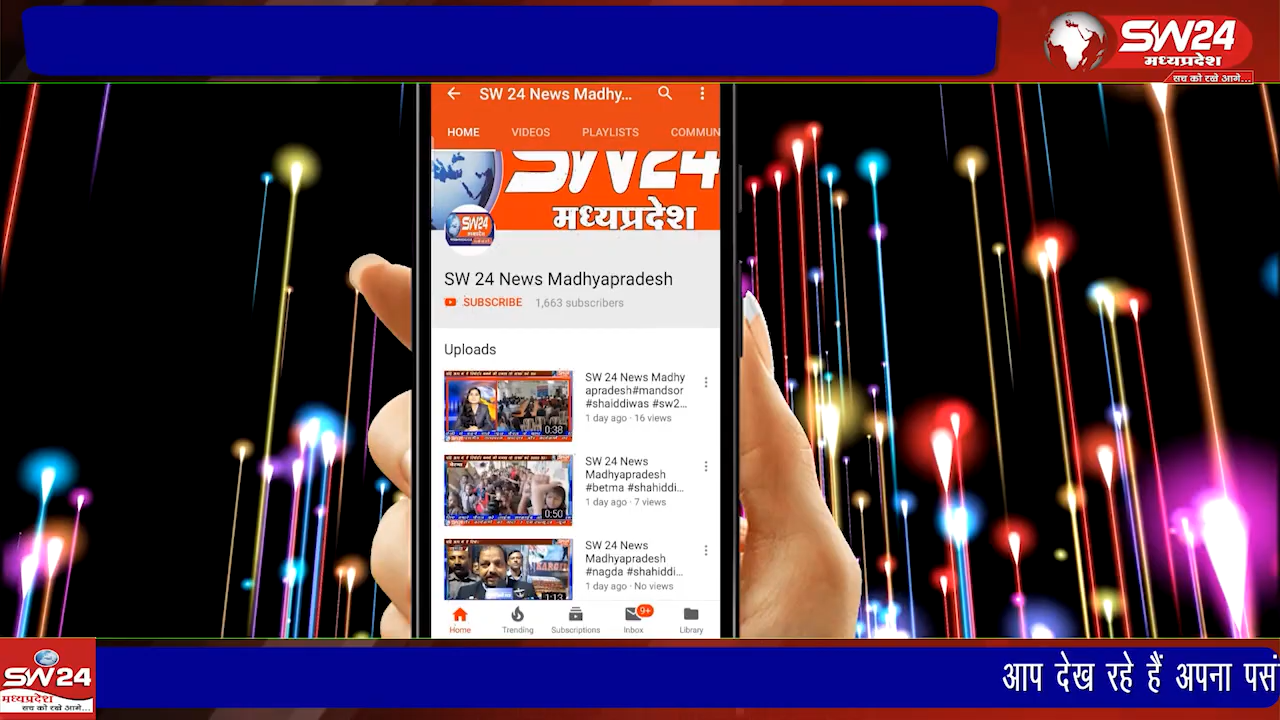 SW24
मध्यप्रदेश
सच को रखे आगे...
SW 24 News Madhy...
HOME VIDEOS PLAYLISTS COMMUN
SW24
मध्यप्रदेश
SW24
SW 24 News Madhyapradesh
SUBSCRIBE 1,663 subscribers
Uploads
SW 24 News Madhy
apradesh#mandsor
#shaiddiwas #sw2...
1 day ago · 16 views
0:38
SW 24 News
Madhyapradesh
#betma #shahiddi...
1 day ago · 7 views
0:50
SW 24 News
Madhyapradesh
#nagda #shahiddi...
1 day ago · No views
1:13
9+
Home Trending Subscriptions Inbox Library
SW24
मध्यप्रदेश
सच को रखे आगे...
आप देख रहे हैं अपना पसं